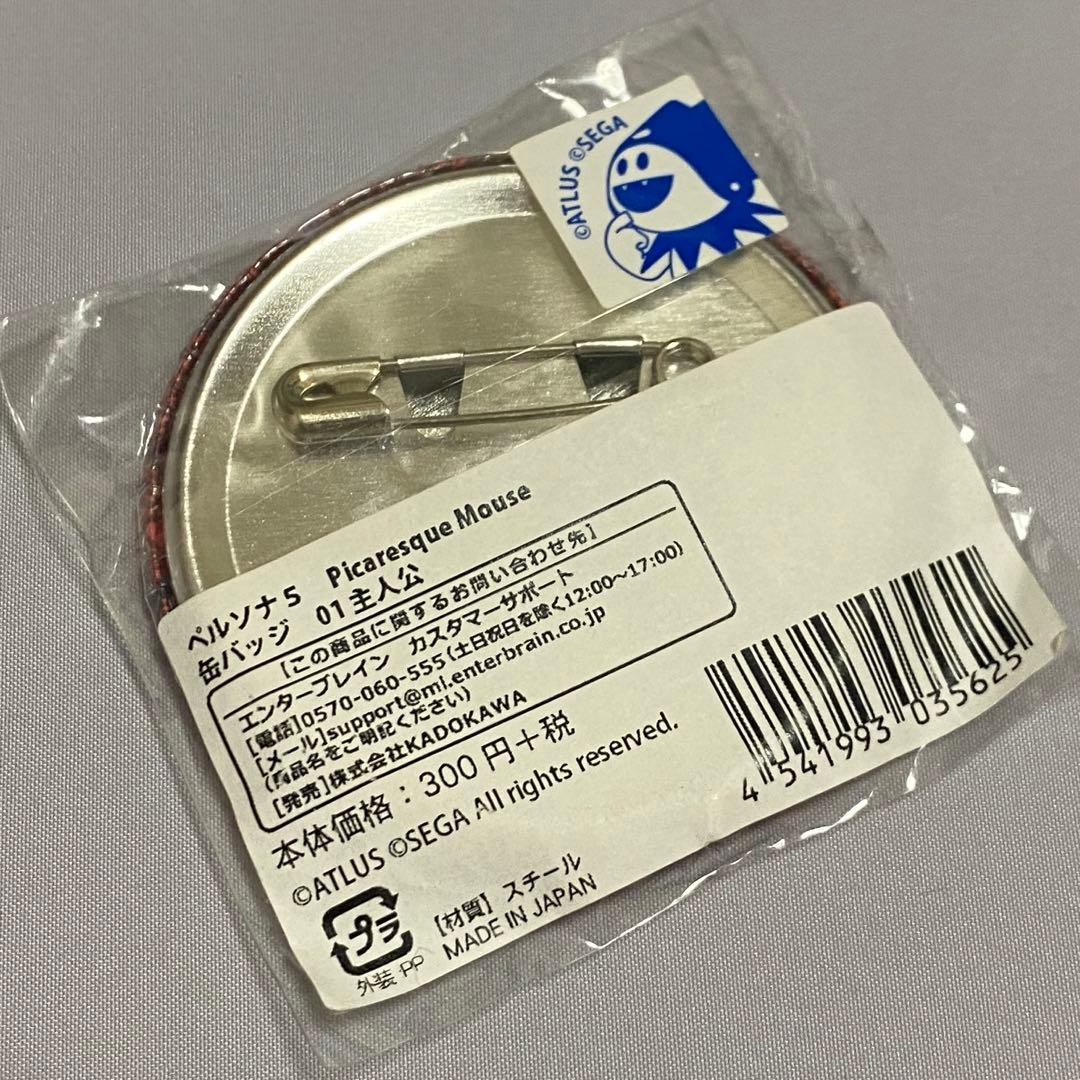 ©ATLUS ©SEGA
ペルソナ5 Picaresque Mouse
缶バッジ 01主人公
【この商品に関するお問い合わせ先】
エンターブレイン カスタマーサポート
【電話】0570-060-555(土日祝日を除く12:00〜17:00)
【メール】support@ml.enterbrain.co.jp
(商品名をご明記ください)
【発売】株式会社KADOKAWA
本体価格:300円+税
©ATLUS ©SEGA All rights reserved.
プラ
外装:PP
【材質】スチール
MADE IN JAPAN
4 541993 035625